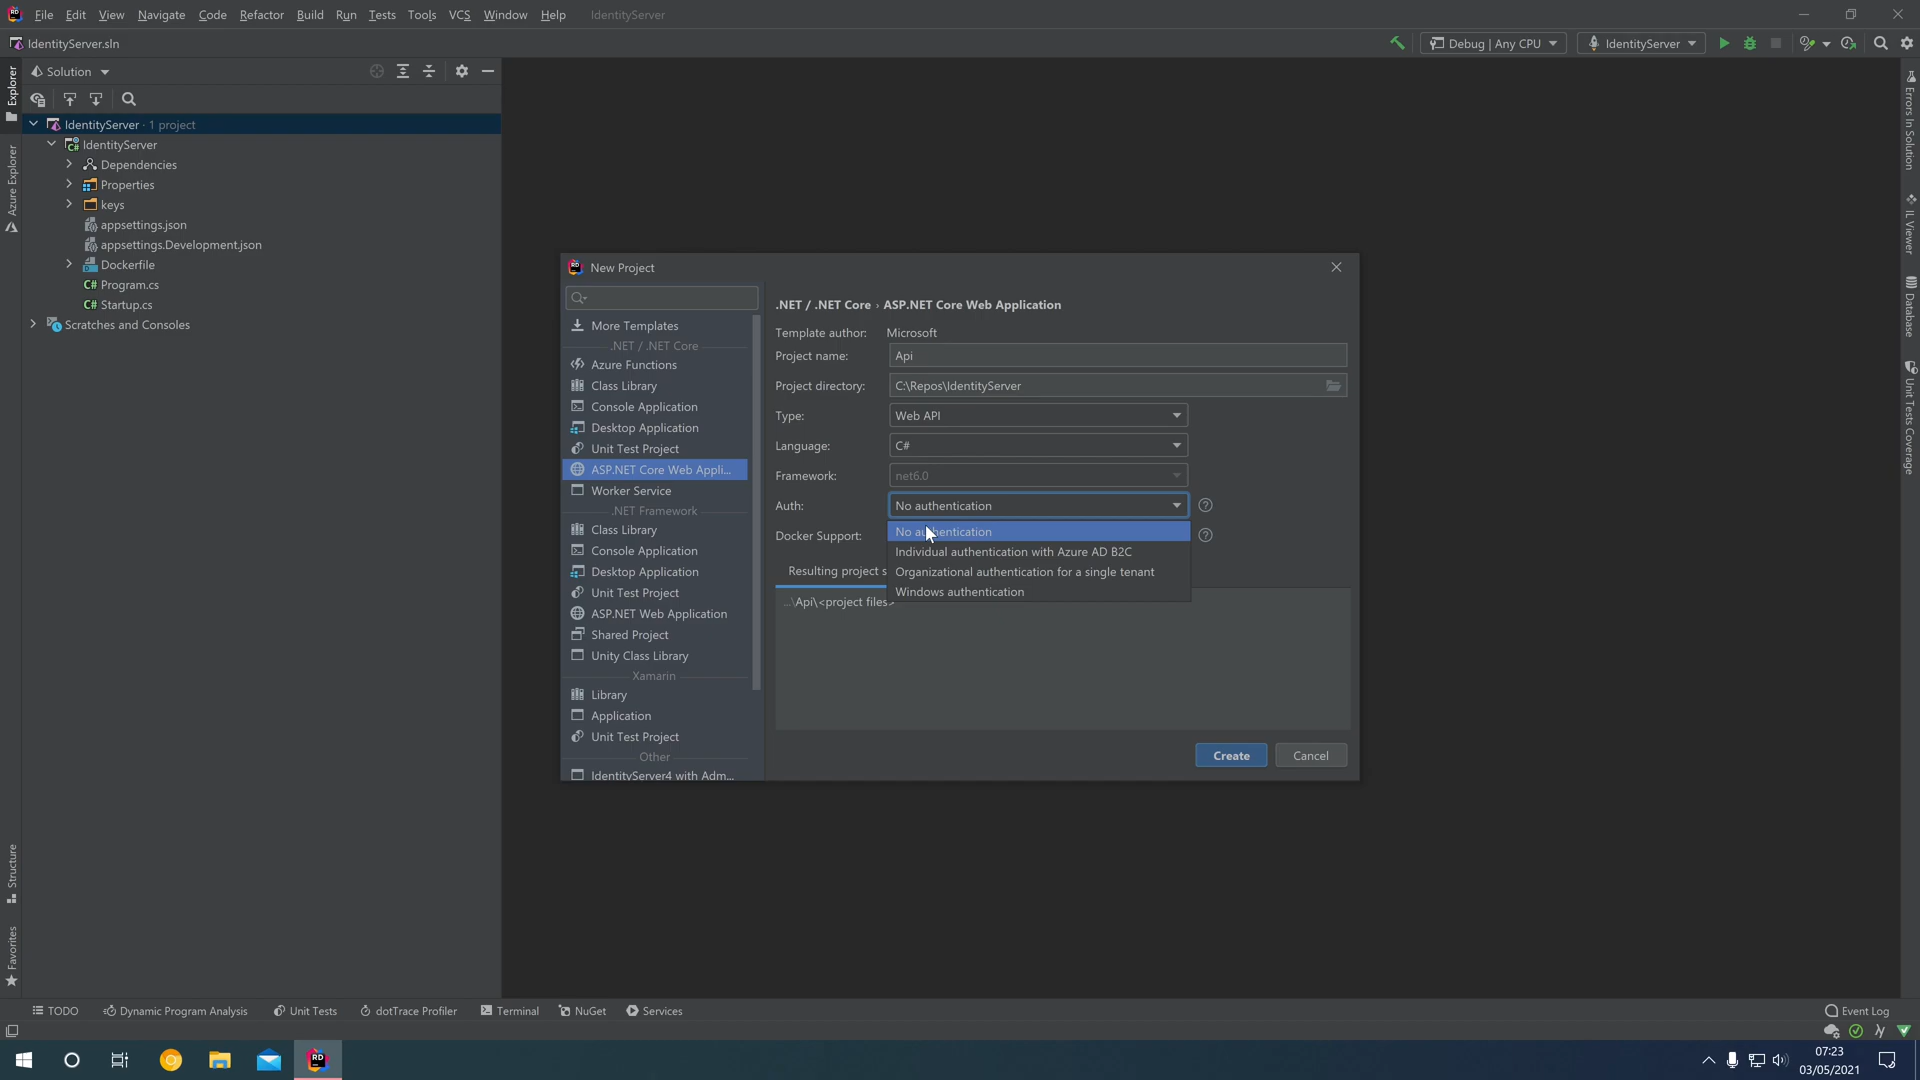 File Edit View Navigate Code Refactor Build Run Tests Tools VCS Window Help IdentityServer
IdentityServer.sln
Debug | Any CPU
IdentityServer
Explorer
Azure Explorer
Structure
Favorites
Solution
IdentityServer · 1 project
IdentityServer
Dependencies
Properties
keys
appsettings.json
appsettings.Development.json
Dockerfile
C# Program.cs
C# Startup.cs
Scratches and Consoles
New Project
More Templates
.NET / .NET Core
Azure Functions
Class Library
Console Application
Desktop Application
Unit Test Project
ASP.NET Core Web Appli...
Worker Service
.NET Framework
Class Library
Console Application
Desktop Application
Unit Test Project
ASP.NET Web Application
Shared Project
Unity Class Library
Xamarin
Library
Application
Unit Test Project
Other
IdentityServer4 with Adm...
.NET / .NET Core › ASP.NET Core Web Application
Template author: Microsoft
Project name: Api
Project directory: C:\Repos\IdentityServer
Type: Web API
Language: C#
Framework: net6.0
Auth: No authentication
Docker Support:
No authentication
Individual authentication with Azure AD B2C
Organizational authentication for a single tenant
Windows authentication
Resulting project s
...\Api\<project files>
Create
Cancel
Errors In Solution
IL Viewer
Database
Unit Tests Coverage
TODO Dynamic Program Analysis Unit Tests dotTrace Profiler Terminal NuGet Services
Event Log
07:23
03/05/2021